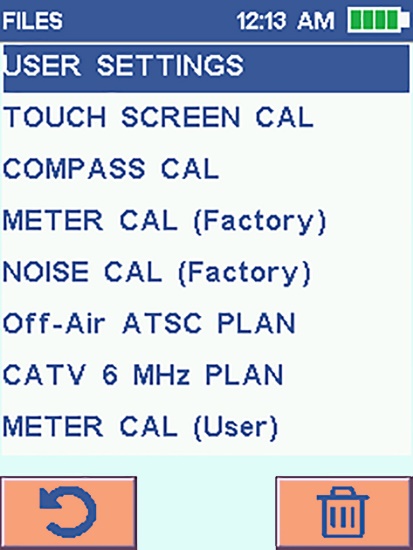 FILES 12:13 AM
USER SETTINGS
TOUCH SCREEN CAL
COMPASS CAL
METER CAL (Factory)
NOISE CAL (Factory)
Off-Air ATSC PLAN
CATV 6 MHz PLAN
METER CAL (User)